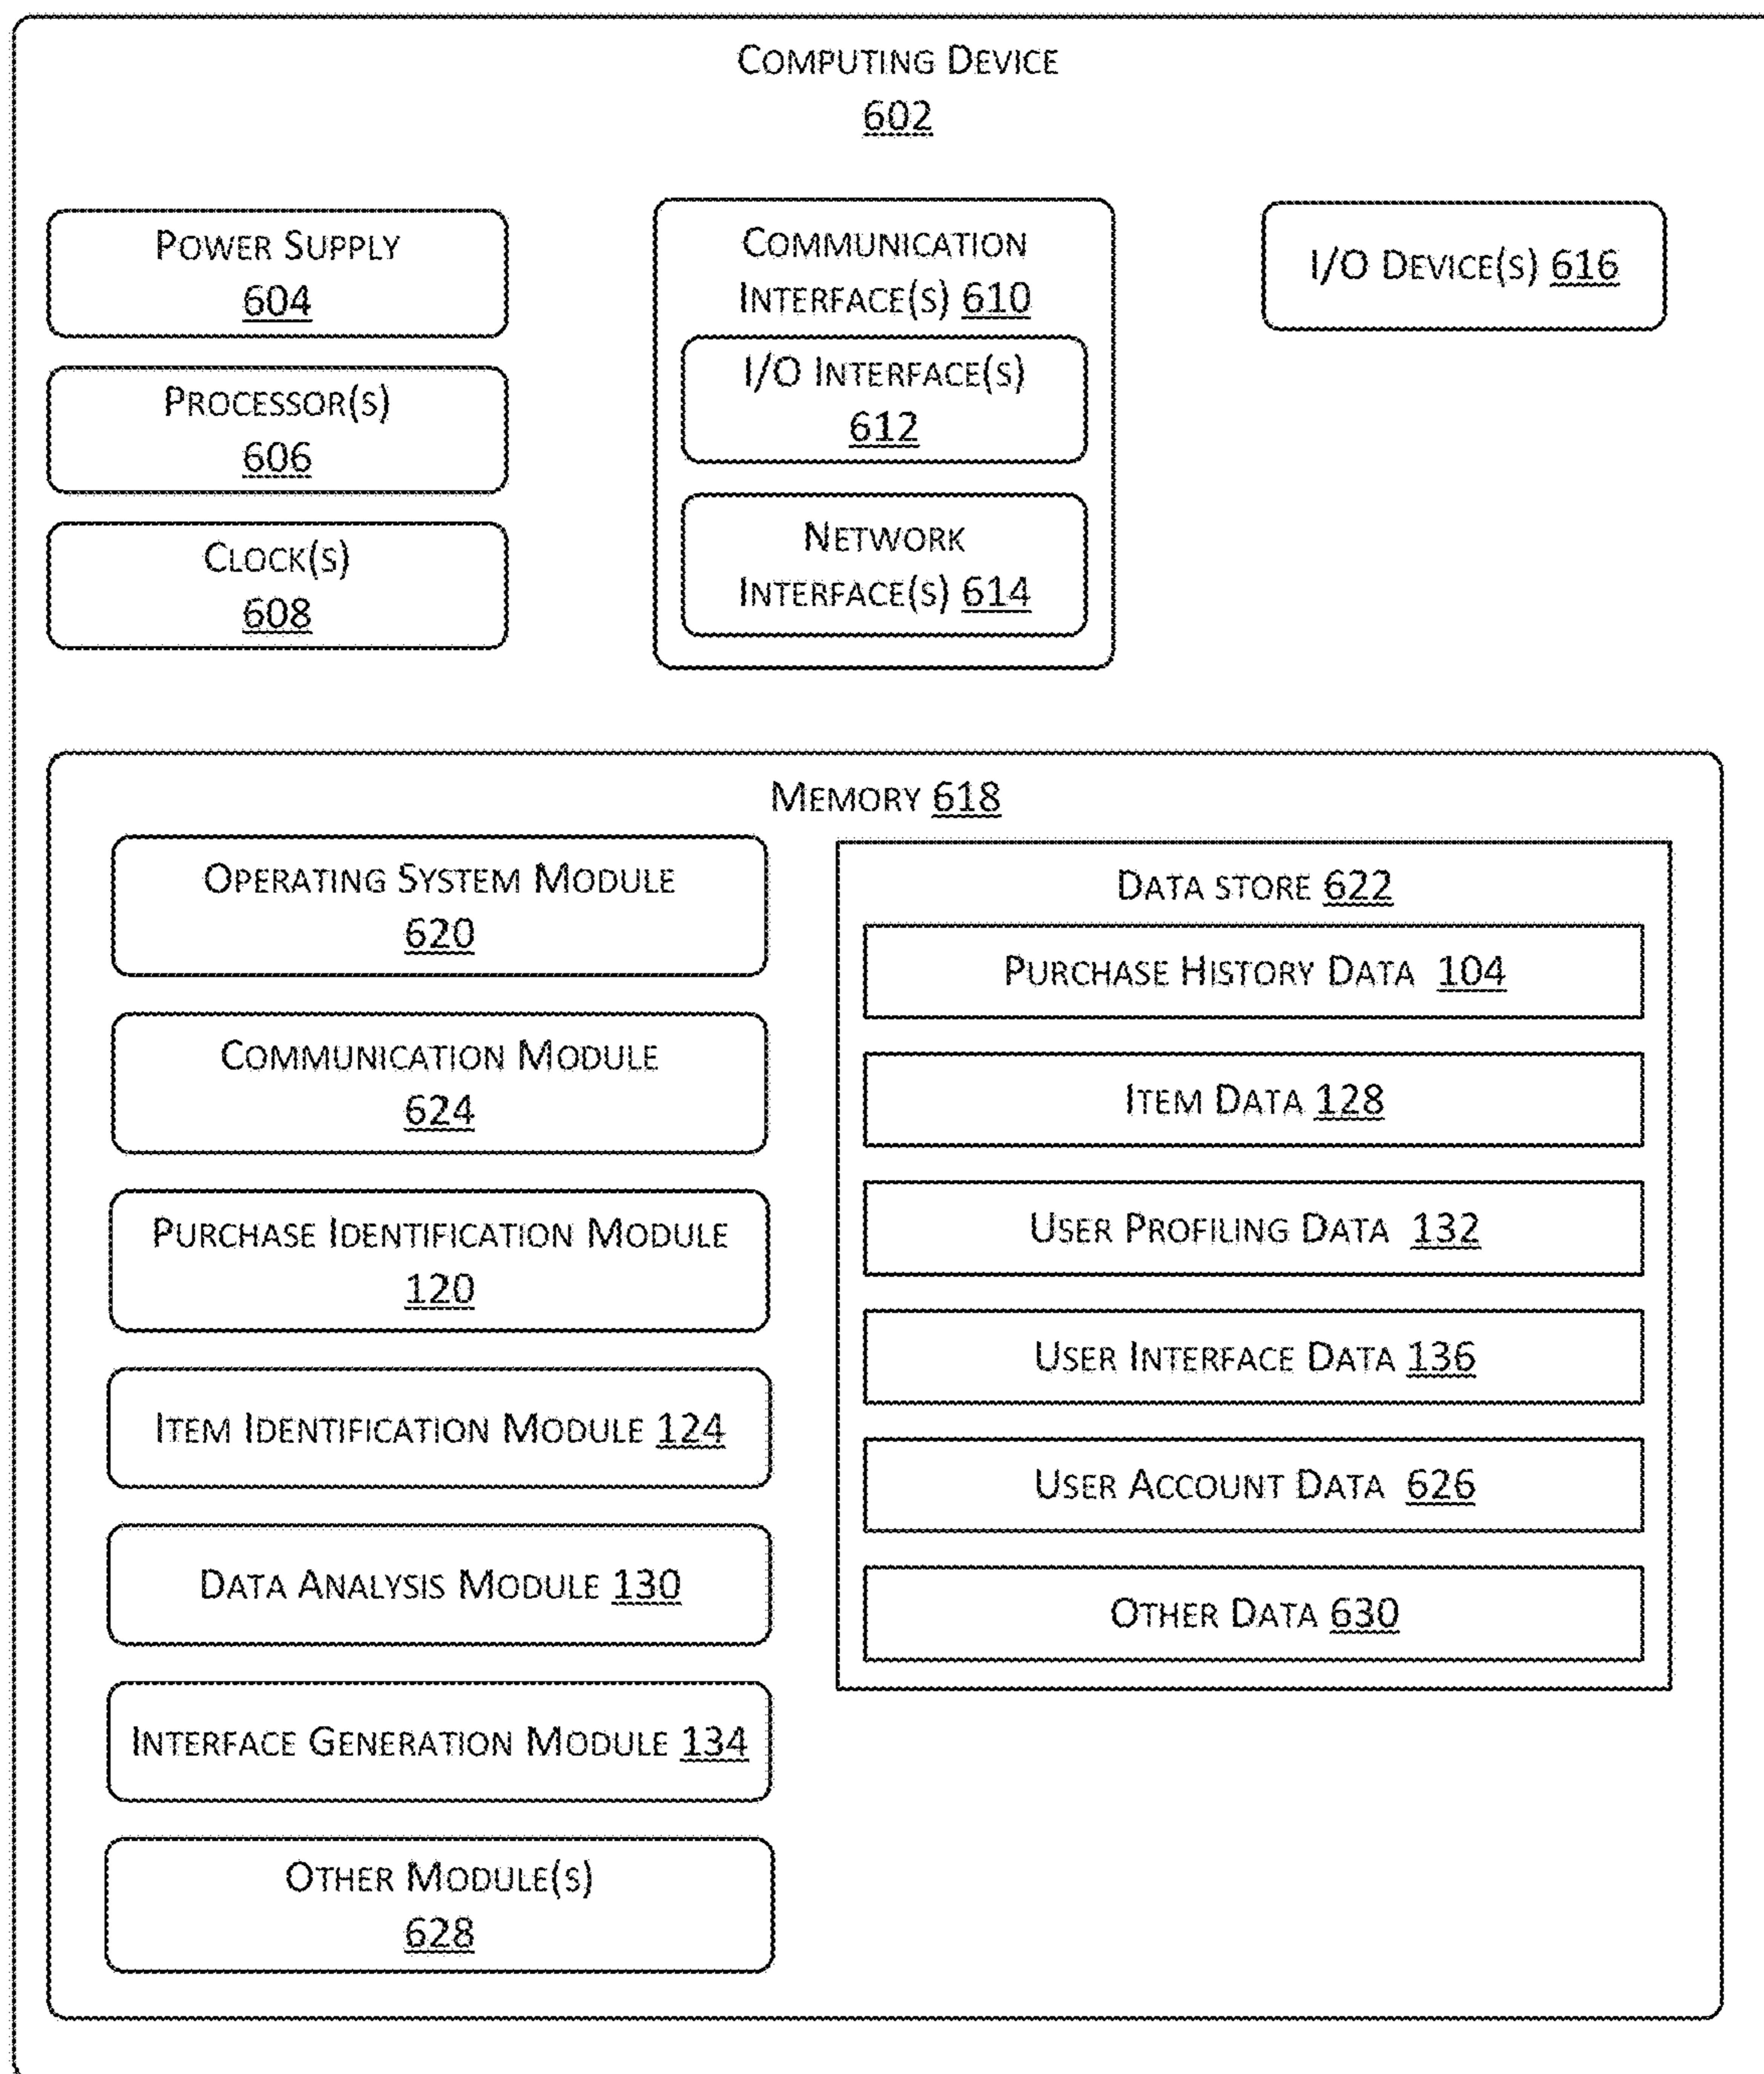 COMPUTING DEVICE
602
POWER SUPPLY
604
PROCESSOR(S)
606
CLOCK(S)
608
COMMUNICATION
INTERFACE(S) 610
I/O INTERFACE(S)
612
NETWORK
INTERFACE(S) 614
I/O DEVICE(S) 616
MEMORY 618
OPERATING SYSTEM MODULE
620
COMMUNICATION MODULE
624
PURCHASE IDENTIFICATION MODULE
120
ITEM IDENTIFICATION MODULE 124
DATA ANALYSIS MODULE 130
INTERFACE GENERATION MODULE 134
OTHER MODULE(S)
628
DATA STORE 622
PURCHASE HISTORY DATA 104
ITEM DATA 128
USER PROFILING DATA 132
USER INTERFACE DATA 136
USER ACCOUNT DATA 626
OTHER DATA 630